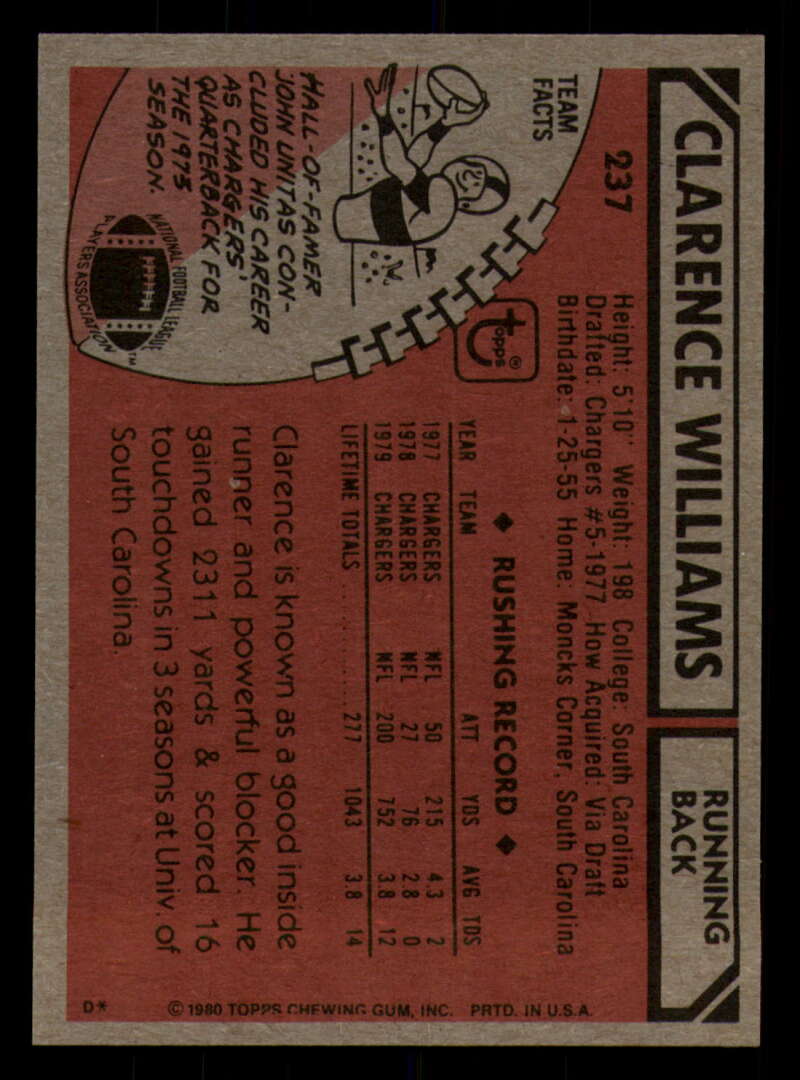 CLARENCE WILLIAMS
RUNNING
BACK
237
Height: 5'10" Weight: 198 College: South Carolina
Drafted: Chargers #5-1977 How Acquired: Via Draft
Birthdate: 1-25-55 Home: Moncks Corner, South Carolina
topps®
TEAM
FACTS
HALL-OF-FAMER
JOHN UNITAS CON-
CLUDED HIS CAREER
AS CHARGERS'
QUARTERBACK FOR
THE 1973
SEASON.
NATIONAL FOOTBALL LEAGUE
PLAYERS ASSOCIATION™
◆ RUSHING RECORD ◆
YEAR TEAM ATT YDS AVG TDS
1977 CHARGERS NFL 50 215 4.3 2
1978 CHARGERS NFL 27 76 2.8 0
1979 CHARGERS NFL 200 752 3.8 12
LIFETIME TOTALS .......... 277 1043 3.8 14
Clarence is known as a good inside
runner and powerful blocker. He
gained 2311 yards & scored 16
touchdowns in 3 seasons at Univ. of
South Carolina.
D* © 1980 TOPPS CHEWING GUM, INC. PRTD. IN U.S.A.